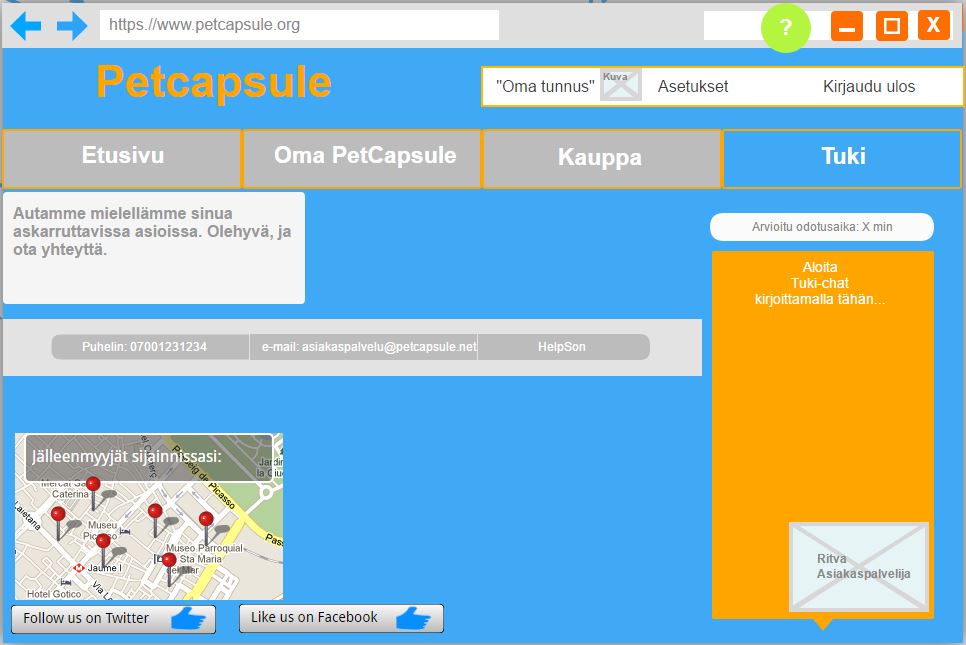 https://www.petcapsule.org
?
X
Petcapsule
"Oma tunnus"
Kuva
Asetukset
Kirjaudu ulos
Etusivu
Oma PetCapsule
Kauppa
Tuki
Autamme mielellämme sinua
askarruttavissa asioissa. Olehyvä, ja
ota yhteyttä.
Arvioitu odotusaika: X min
Aloita
Tuki-chat
kirjoittamalla tähän...
Puhelin: 07001231234
e-mail: asiakaspalvelu@petcapsule.net
HelpSon
Jälleenmyyjät sijainnissasi:
Passeig de Picasso
Jardin
la Ciu
Mercat Sa
Caterina
Laietana
Museu
Museo Parroquial
Sta Maria
del Mar
Jaume I
Via La
Hotel Gotico
Ritva
Asiakaspalvelija
Follow us on Twitter
Like us on Facebook